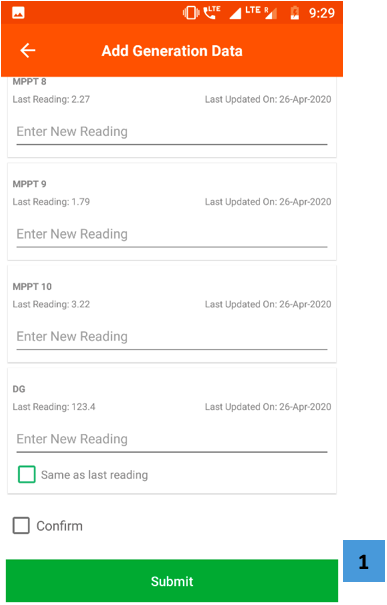 LTE LTE R 9:29
Add Generation Data
MPPT 8
Last Reading: 2.27 Last Updated On: 26-Apr-2020
Enter New Reading
MPPT 9
Last Reading: 1.79 Last Updated On: 26-Apr-2020
Enter New Reading
MPPT 10
Last Reading: 3.22 Last Updated On: 26-Apr-2020
Enter New Reading
DG
Last Reading: 123.4 Last Updated On: 26-Apr-2020
Enter New Reading
Same as last reading
Confirm
1
Submit